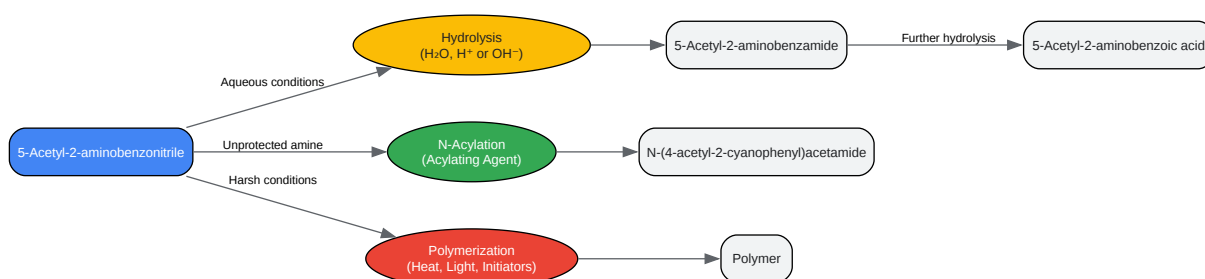 Hydrolysis
(H₂O, H⁺ or OH⁻)
5-Acetyl-2-aminobenzamide
Further hydrolysis
5-Acetyl-2-aminobenzoic acid
Aqueous conditions
5-Acetyl-2-aminobenzonitrile
Unprotected amine
N-Acylation
(Acylating Agent)
N-(4-acetyl-2-cyanophenyl)acetamide
Harsh conditions
Polymerization
(Heat, Light, Initiators)
Polymer